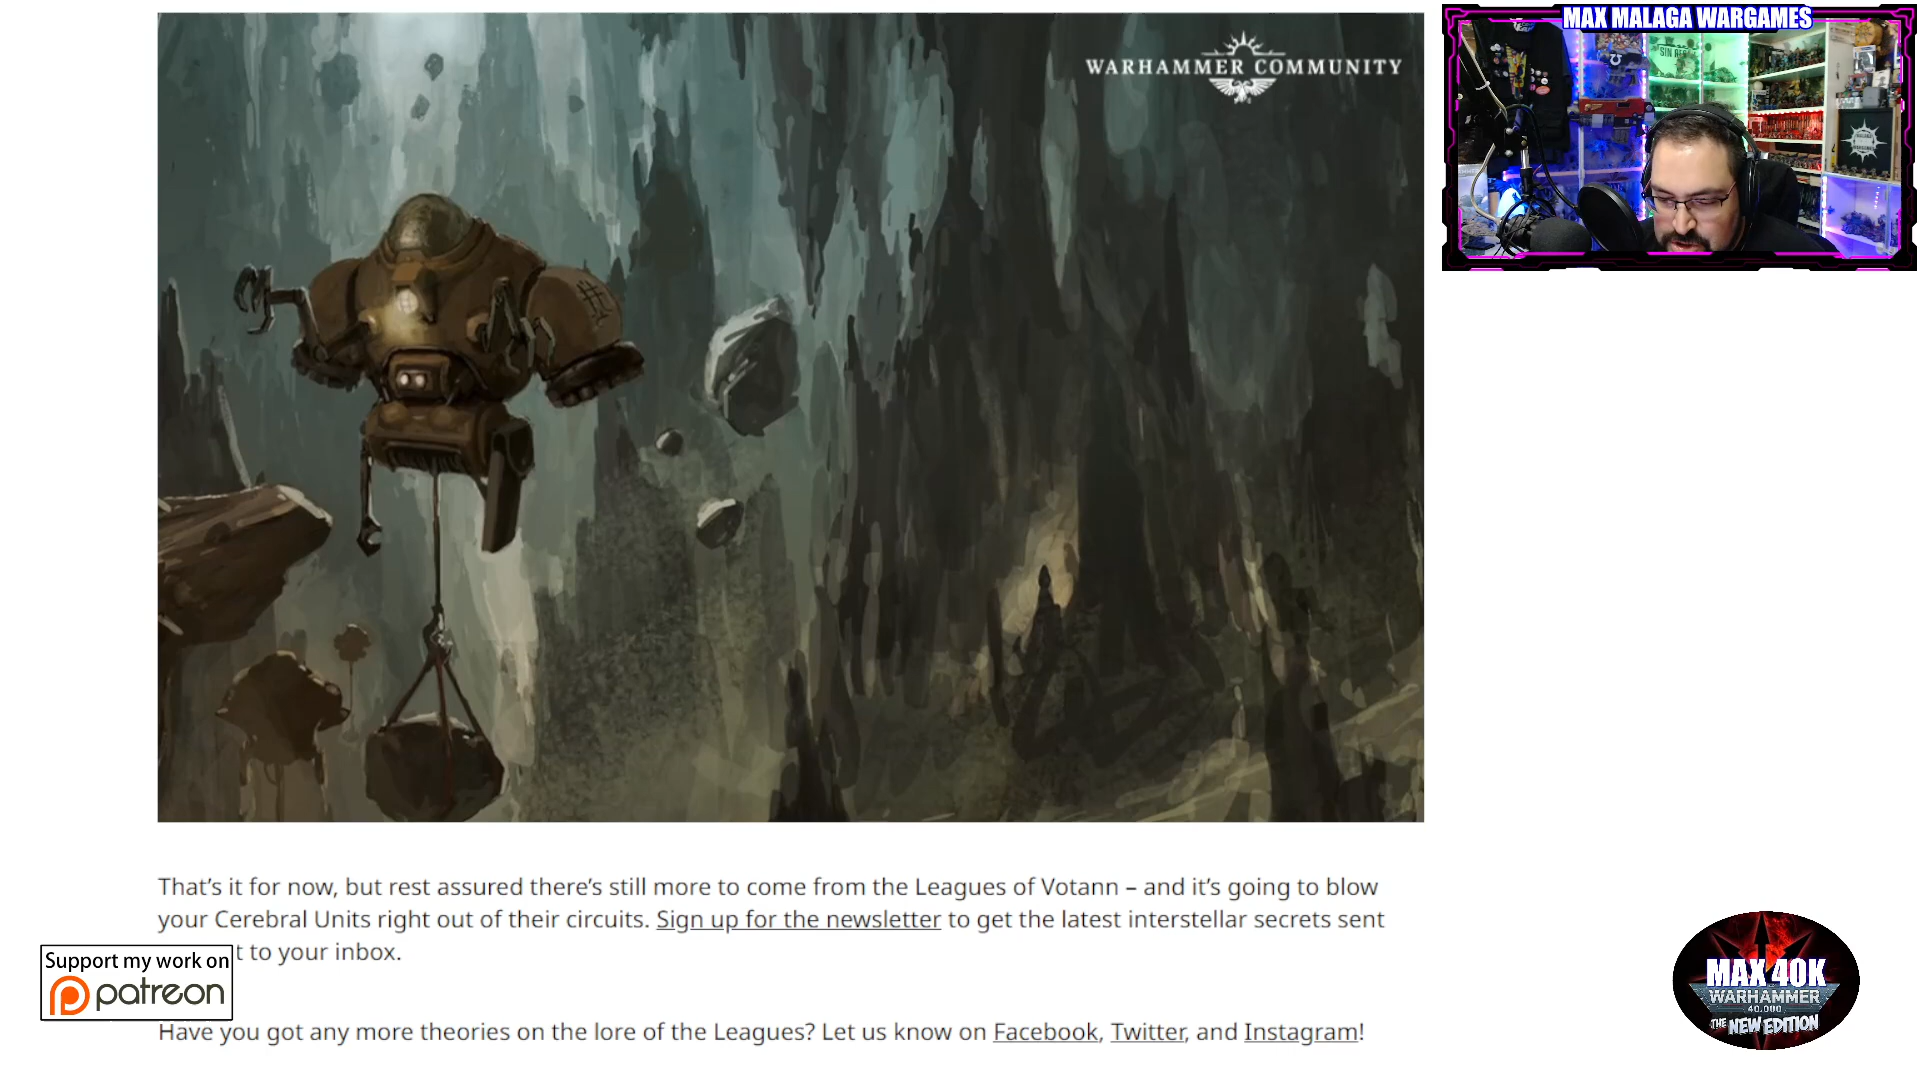 WARHAMMER COMMUNITY
MAX MALAGA WARGAMES
That's it for now, but rest assured there's still more to come from the Leagues of Votann – and it's going to blow
your Cerebral Units right out of their circuits. Sign up for the newsletter to get the latest interstellar secrets sent
t to your inbox.
Support my work on
patreon
Have you got any more theories on the lore of the Leagues? Let us know on Facebook, Twitter, and Instagram!
MAX 40K
WARHAMMER
40,000
THE NEW EDITION